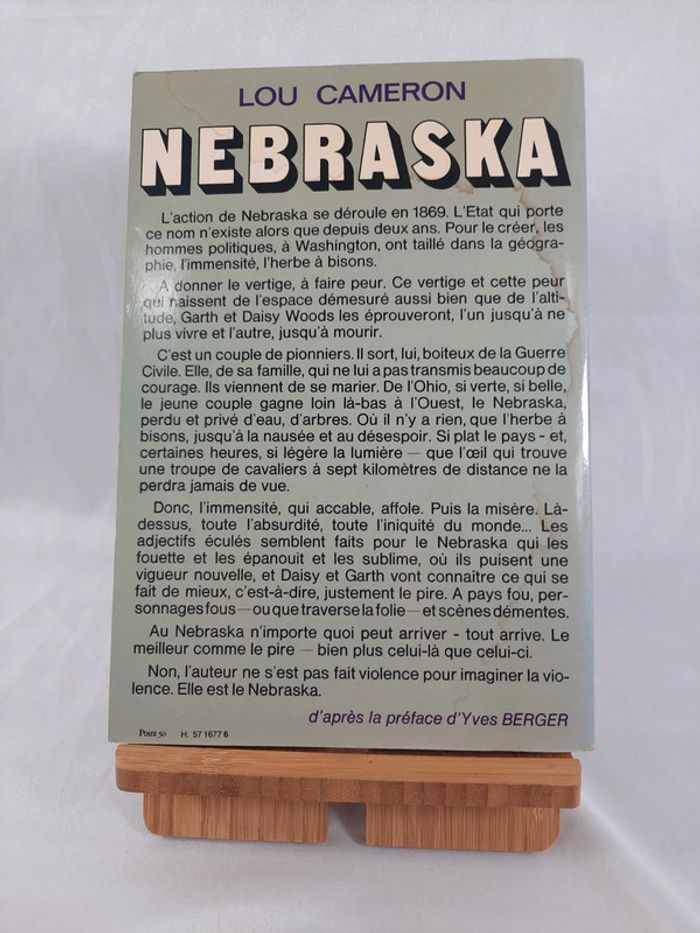 LOU CAMERON
NEBRASKA
L'action de Nebraska se déroule en 1869. L'Etat qui porte
ce nom n'existe alors que depuis deux ans. Pour le créer, les
hommes politiques, à Washington, ont taillé dans la géogra-
phie, l'immensité, l'herbe à bisons.
A donner le vertige, à faire peur. Ce vertige et cette peur
qui naissent de l'espace démesuré aussi bien que de l'alti-
tude, Garth et Daisy Woods les éprouveront, l'un jusqu'à ne
plus vivre et l'autre, jusqu'à mourir.
C'est un couple de pionniers. Il sort, lui, boiteux de la Guerre
Civile. Elle, de sa famille, qui ne lui a pas transmis beaucoup de
courage. Ils viennent de se marier. De l'Ohio, si verte, si belle,
le jeune couple gagne loin là-bas à l'Ouest, le Nebraska,
perdu et privé d'eau, d'arbres. Où il n'y a rien, que l'herbe à
bisons, jusqu'à la nausée et au désespoir. Si plat le pays - et,
certaines heures, si légère la lumière — que l'œil qui trouve
une troupe de cavaliers à sept kilomètres de distance ne la
perdra jamais de vue.
Donc, l'immensité, qui accable, affole. Puis la misère. Là-
dessus, toute l'absurdité, toute l'iniquité du monde... Les
adjectifs éculés semblent faits pour le Nebraska qui les
fouette et les épanouit et les sublime, où ils puisent une
vigueur nouvelle, et Daisy et Garth vont connaître ce qui se
fait de mieux, c'est-à-dire, justement le pire. A pays fou, per-
sonnages fous — ou que traverse la folie — et scènes démentes.
Au Nebraska n'importe quoi peut arriver - tout arrive. Le
meilleur comme le pire — bien plus celui-là que celui-ci.
Non, l'auteur ne s'est pas fait violence pour imaginer la vio-
lence. Elle est le Nebraska.
d'après la préface d'Yves BERGER
Point 50 H. 57 1677 6